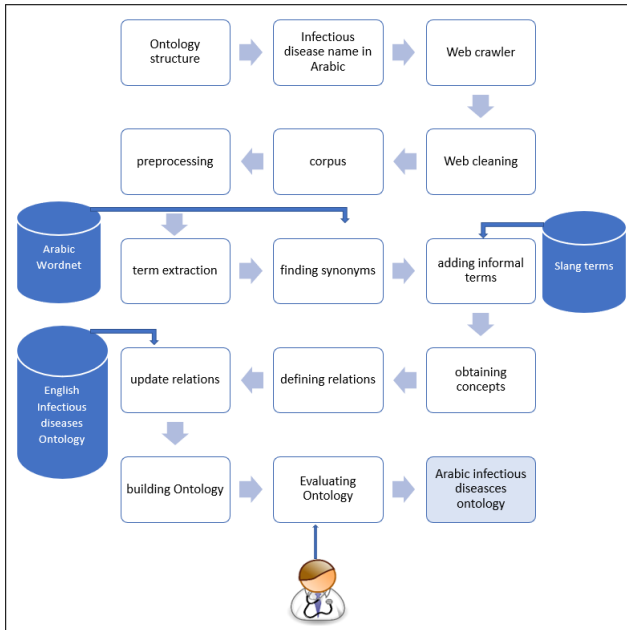 Ontology
structure
Infectious
disease name in
Arabic
Web crawler
preprocessing
corpus
Web cleaning
Arabic
Wordnet
term extraction
finding synonyms
adding informal
terms
Slang terms
English
Infectious
diseases
Ontology
update relations
defining relations
obtaining
concepts
building Ontology
Evaluating
Ontology
Arabic infectious
diseasces
ontology